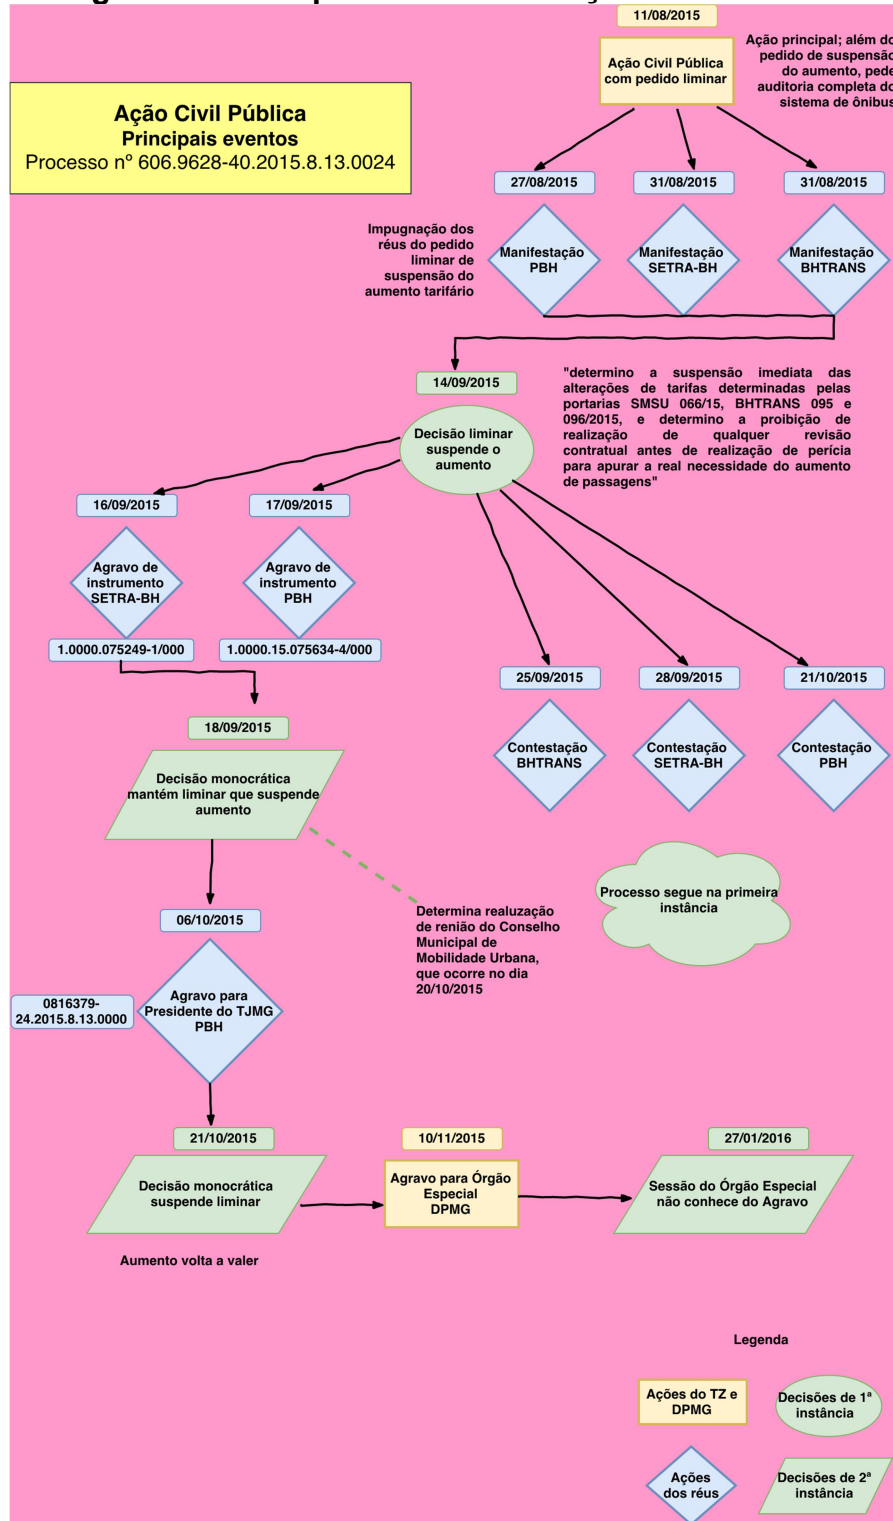 11/08/2015
Ação Civil Pública
com pedido liminar
Ação principal; além do
pedido de suspensão
do aumento, pede
auditoria completa do
sistema de ônibus
Ação Civil Pública
Principais eventos
Processo nº 606.9628-40.2015.8.13.0024
27/08/2015
31/08/2015
31/08/2015
Impugnação dos
réus do pedido
liminar de
suspensão do
aumento tarifário
Manifestação
PBH
Manifestação
SETRA-BH
Manifestação
BHTRANS
14/09/2015
Decisão liminar
suspende o
aumento
"determino a suspensão imediata das
alterações de tarifas determinadas pelas
portarias SMSU 066/15, BHTRANS 095 e
096/2015, e determino a proibição de
realização de qualquer revisão
contratual antes de realização de perícia
para apurar a real necessidade do aumento
de passagens"
16/09/2015
17/09/2015
Agravo de
instrumento
SETRA-BH
Agravo de
instrumento
PBH
1.0000.075249-1/000
1.0000.15.075634-4/000
25/09/2015
28/09/2015
21/10/2015
Contestação
BHTRANS
Contestação
SETRA-BH
Contestação
PBH
18/09/2015
Decisão monocrática
mantém liminar que suspende
aumento
Processo segue na primeira
instância
Determina realuzação
de renião do Conselho
Municipal de
Mobilidade Urbana,
que ocorre no dia
20/10/2015
06/10/2015
0816379-
24.2015.8.13.0000
Agravo para
Presidente do TJMG
PBH
21/10/2015
10/11/2015
27/01/2016
Decisão monocrática
suspende liminar
Agravo para Órgão
Especial
DPMG
Sessão do Órgão Especial
não conhece do Agravo
Aumento volta a valer
Legenda
Ações do TZ e
DPMG
Decisões de 1ª
instância
Ações
dos réus
Decisões de 2ª
instância